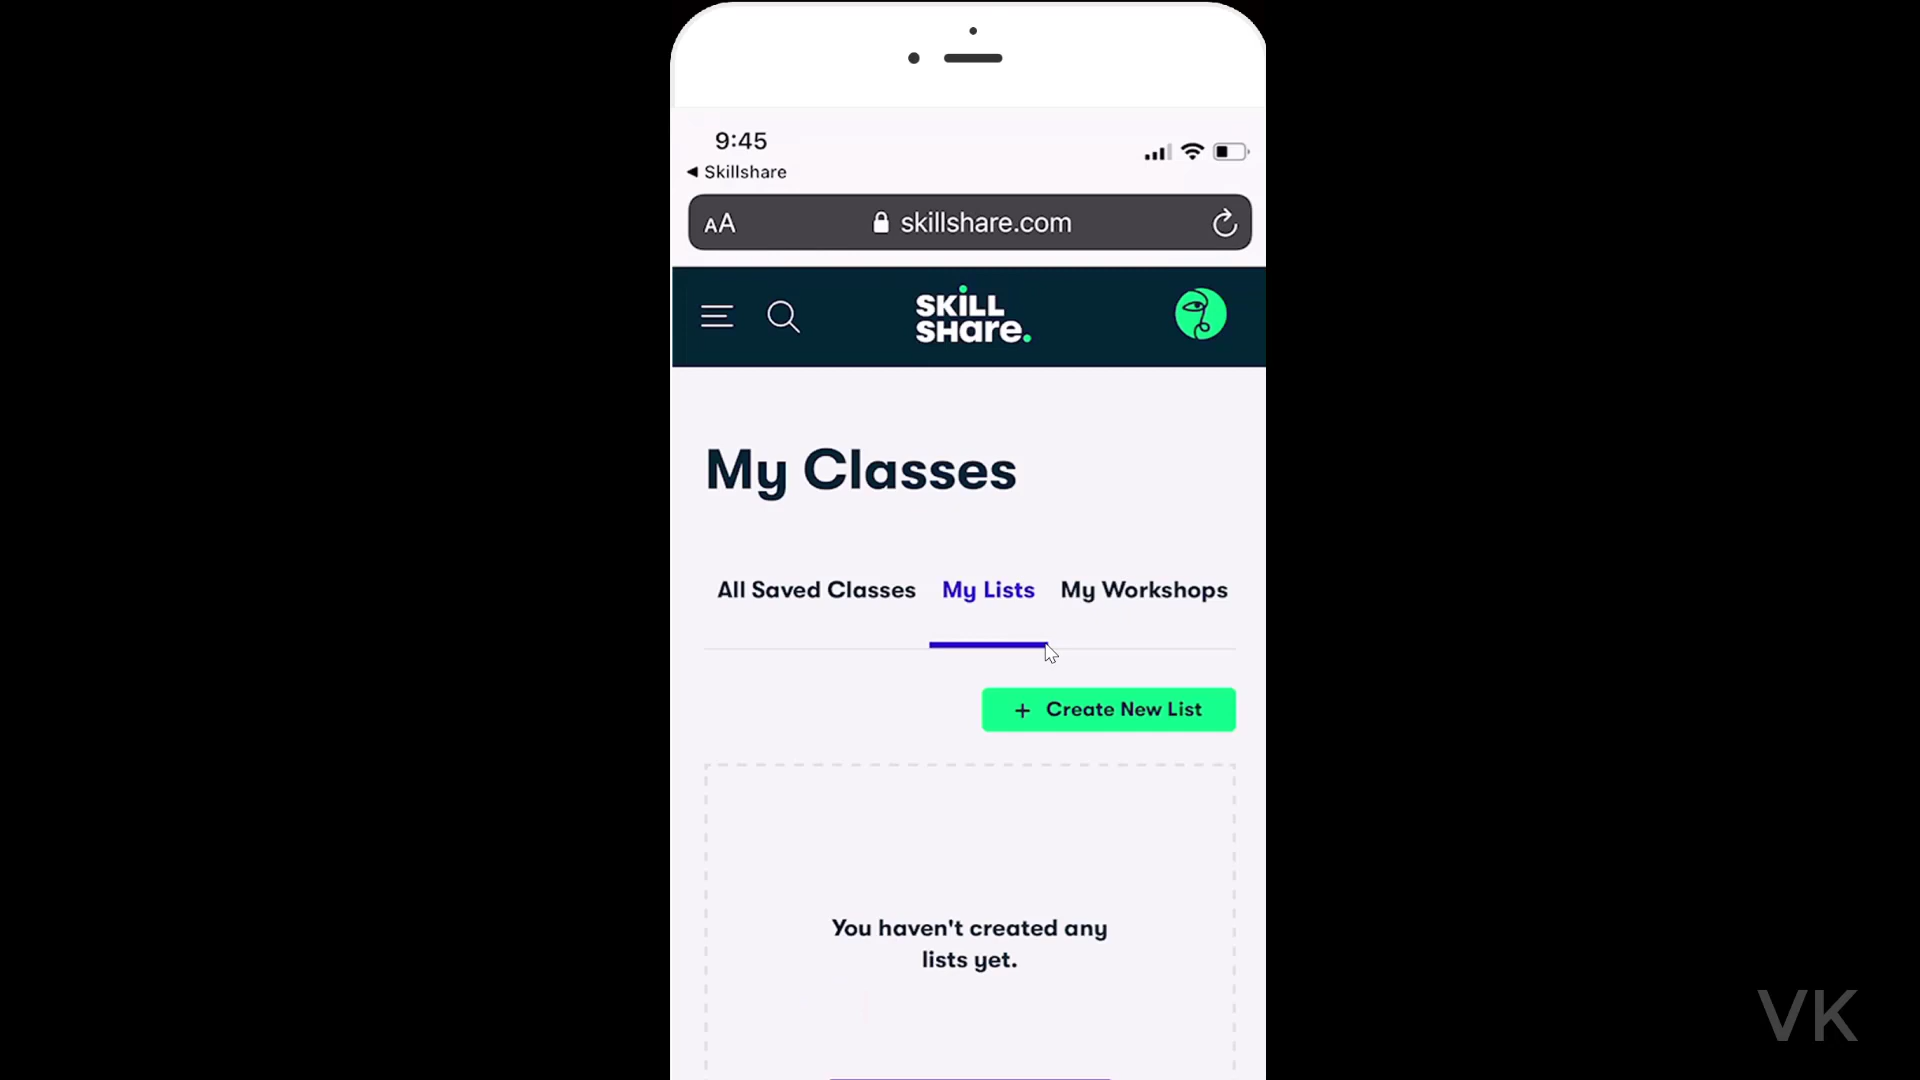 9:45
Skillshare
AA
skillshare.com
SKILL
SHare.
My Classes
All Saved Classes
My Lists
My Workshops
+ Create New List
You haven't created any
lists yet.
VK